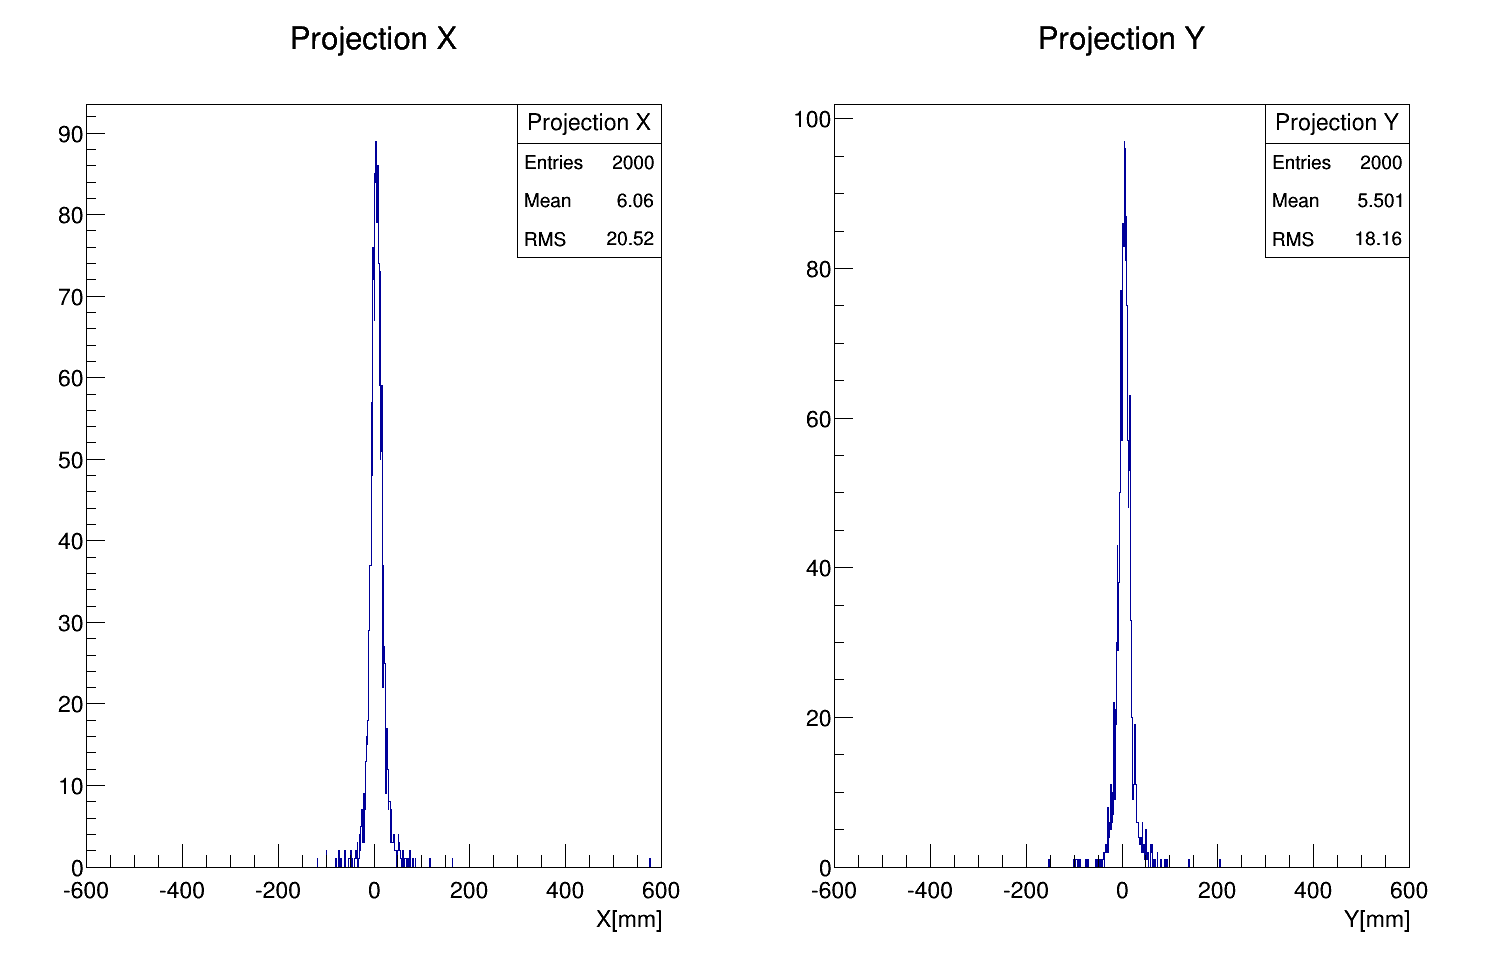 Projection X
Projection X
Entries 2000
Mean 6.06
RMS 20.52
90
80
70
60
50
40
30
20
10
0
-600 -400 -200 0 200 400 600
X[mm]
Projection Y
Projection Y
Entries 2000
Mean 5.501
RMS 18.16
100
80
60
40
20
0
-600 -400 -200 0 200 400 600
Y[mm]